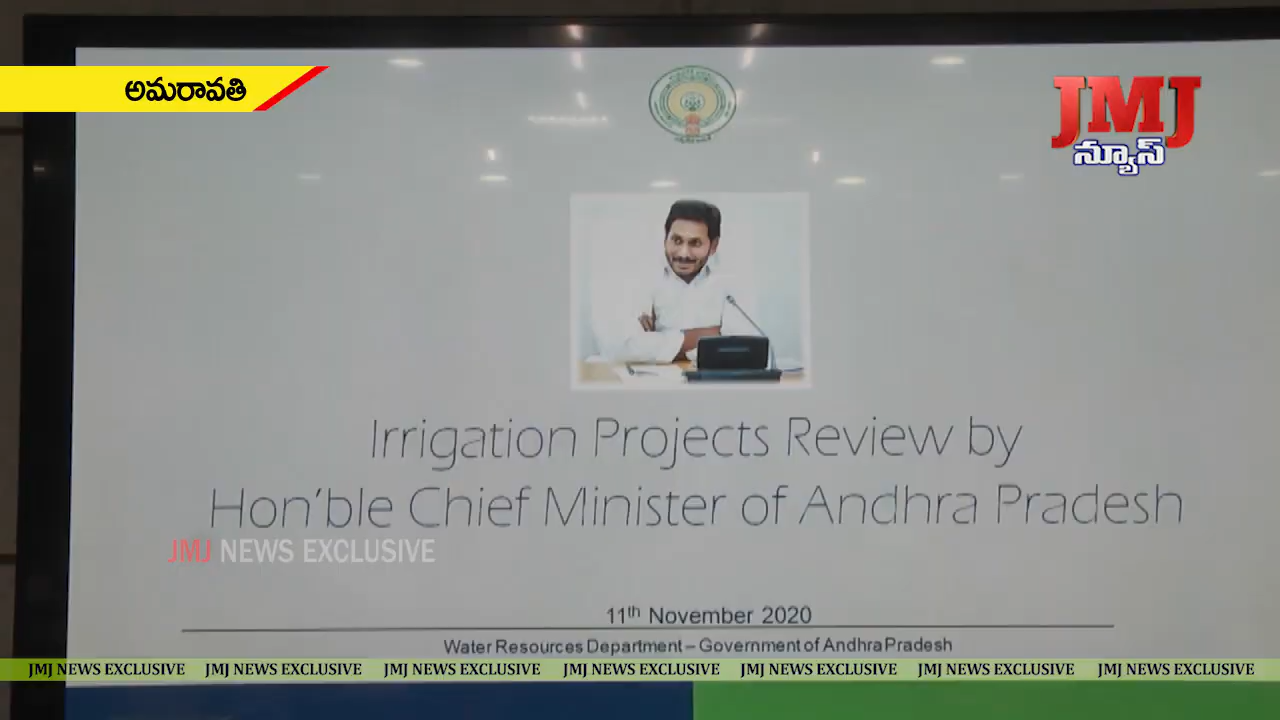 అమరావతి
JMJ
న్యూస్
Irrigation Projects Review by
Hon'ble Chief Minister of Andhra Pradesh
JMJ NEWS EXCLUSIVE
11th November 2020
Water Resources Department – Government of Andhra Pradesh
JMJ NEWS EXCLUSIVE JMJ NEWS EXCLUSIVE JMJ NEWS EXCLUSIVE JMJ NEWS EXCLUSIVE JMJ NEWS EXCLUSIVE JMJ NEWS EXCLUSIVE JMJ NEWS EXCLUSIVE